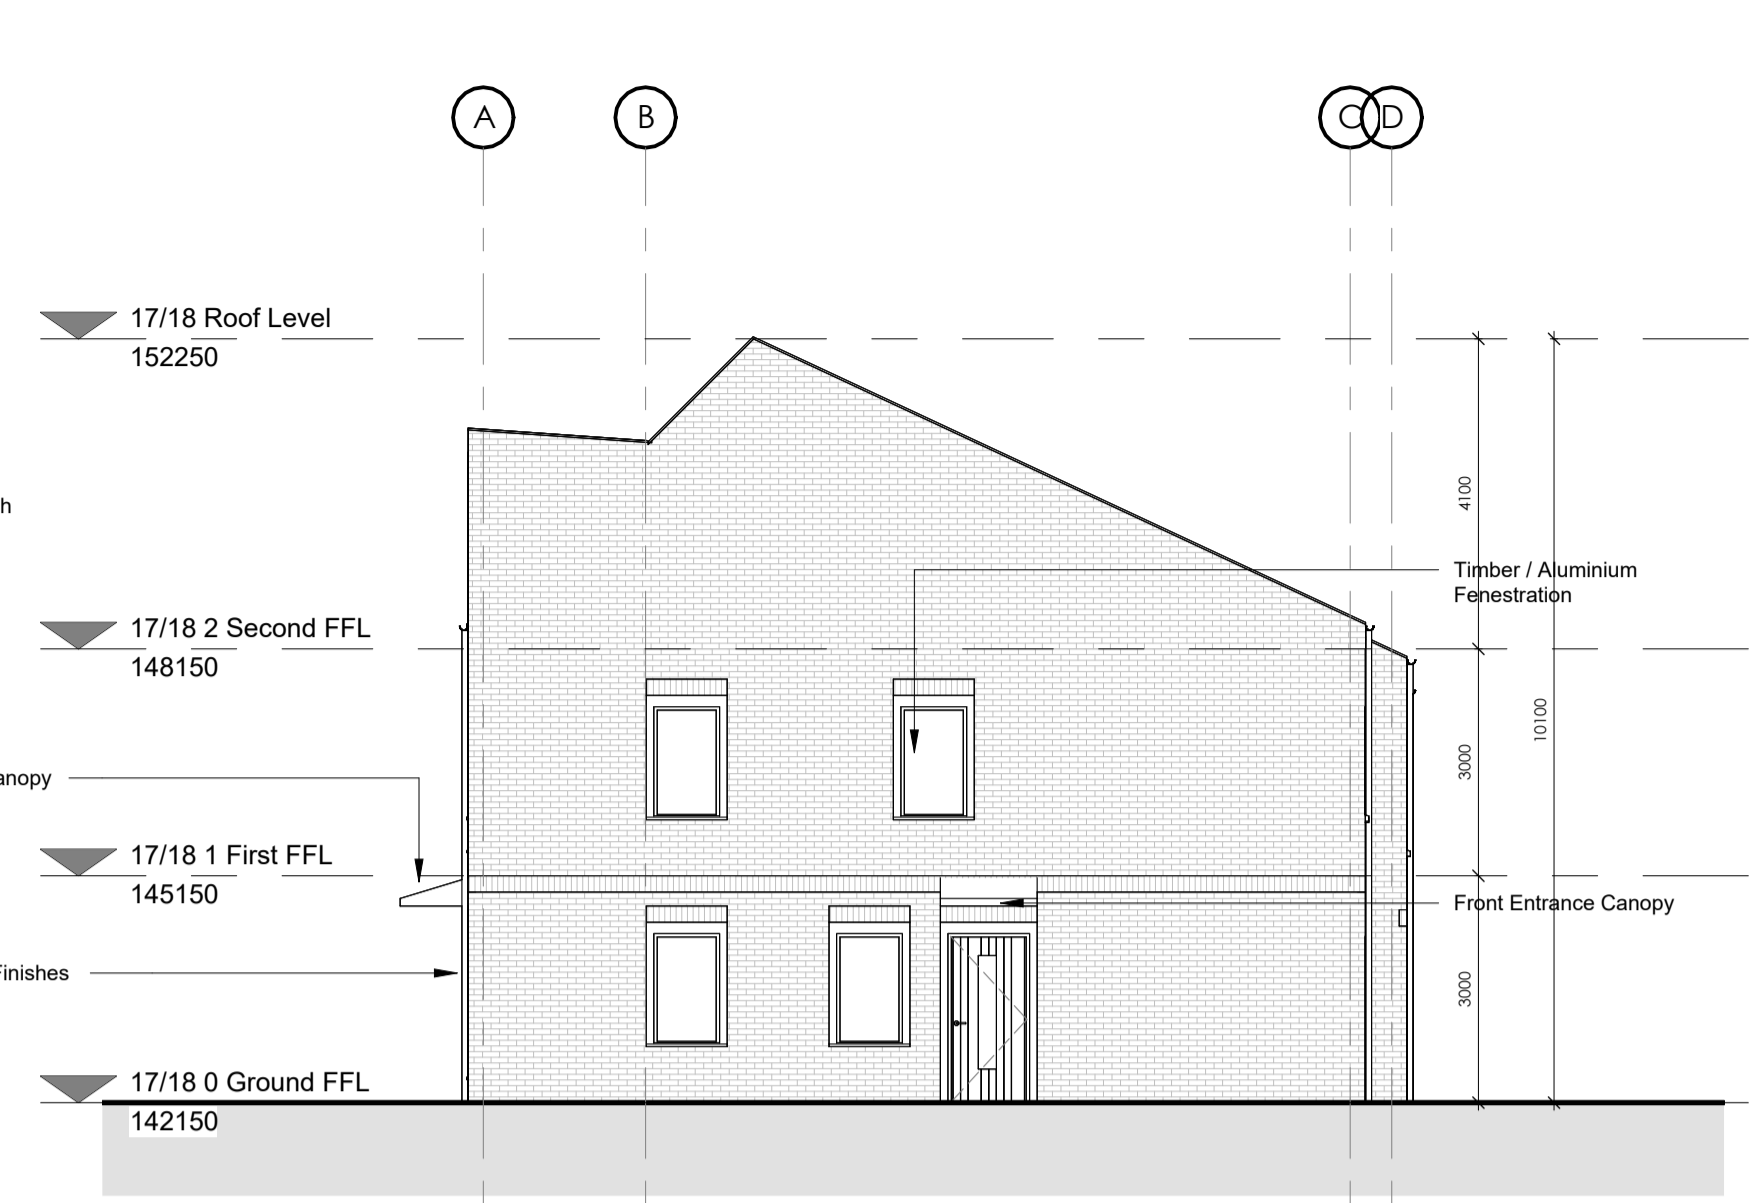 A
B
C
D
17/18 Roof Level
152250
h
4100
Timber / Aluminium
Fenestration
17/18 2 Second FFL
148150
10100
3000
anopy
17/18 1 First FFL
145150
Front Entrance Canopy
Finishes
3000
17/18 0 Ground FFL
142150